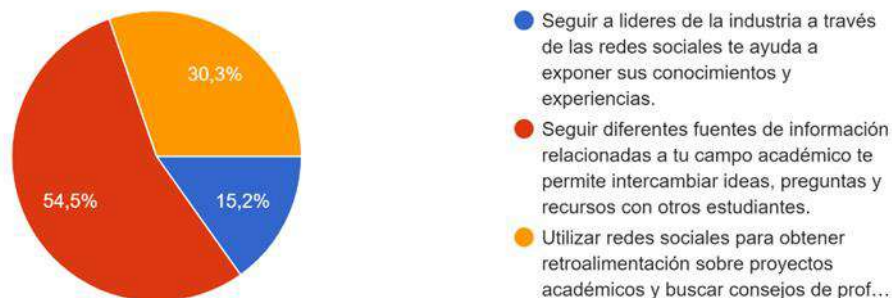 30,3%
54,5%
15,2%
Seguir a lideres de la industria a través
de las redes sociales te ayuda a
exponer sus conocimientos y
experiencias.
Seguir diferentes fuentes de información
relacionadas a tu campo académico te
permite intercambiar ideas, preguntas y
recursos con otros estudiantes.
Utilizar redes sociales para obtener
retroalimentación sobre proyectos
académicos y buscar consejos de prof…